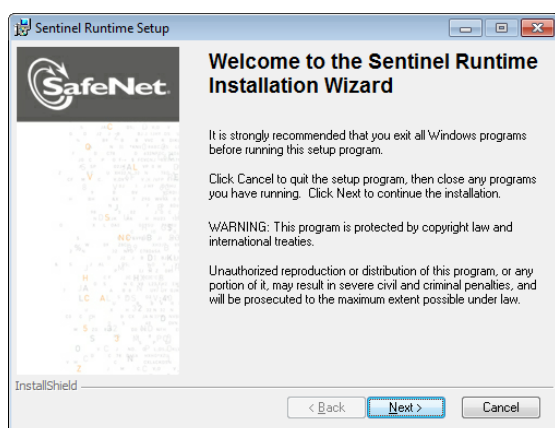 Sentinel Runtime Setup
SafeNet.
Welcome to the Sentinel Runtime
Installation Wizard
It is strongly recommended that you exit all Windows programs
before running this setup program.
Click Cancel to quit the setup program, then close any programs
you have running. Click Next to continue the installation.
WARNING: This program is protected by copyright law and
international treaties.
Unauthorized reproduction or distribution of this program, or any
portion of it, may result in severe civil and criminal penalties, and
will be prosecuted to the maximum extent possible under law.
InstallShield
< Back
Next >
Cancel